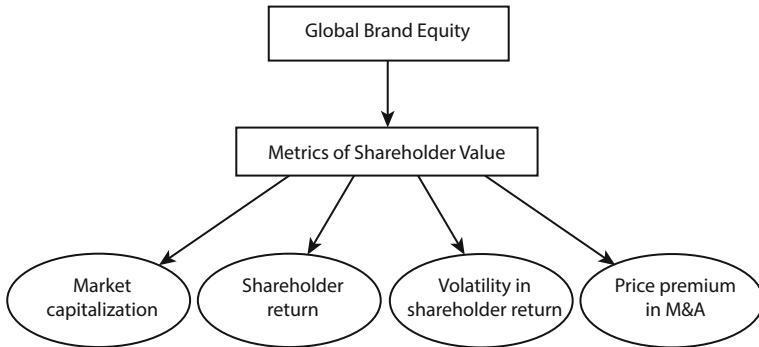 Global Brand Equity
Metrics of Shareholder Value
Market
capitalization
Shareholder
return
Volatility in
shareholder return
Price premium
in M&A